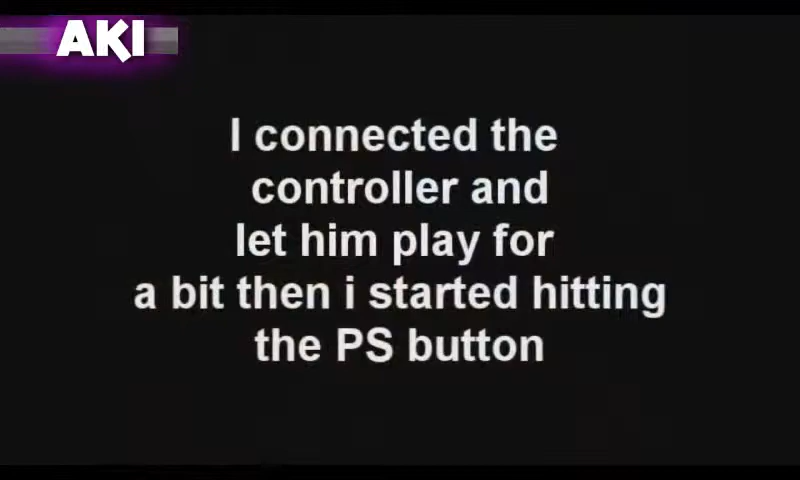 AKI
I connected the
controller and
let him play for
a bit then i started hitting
the PS button